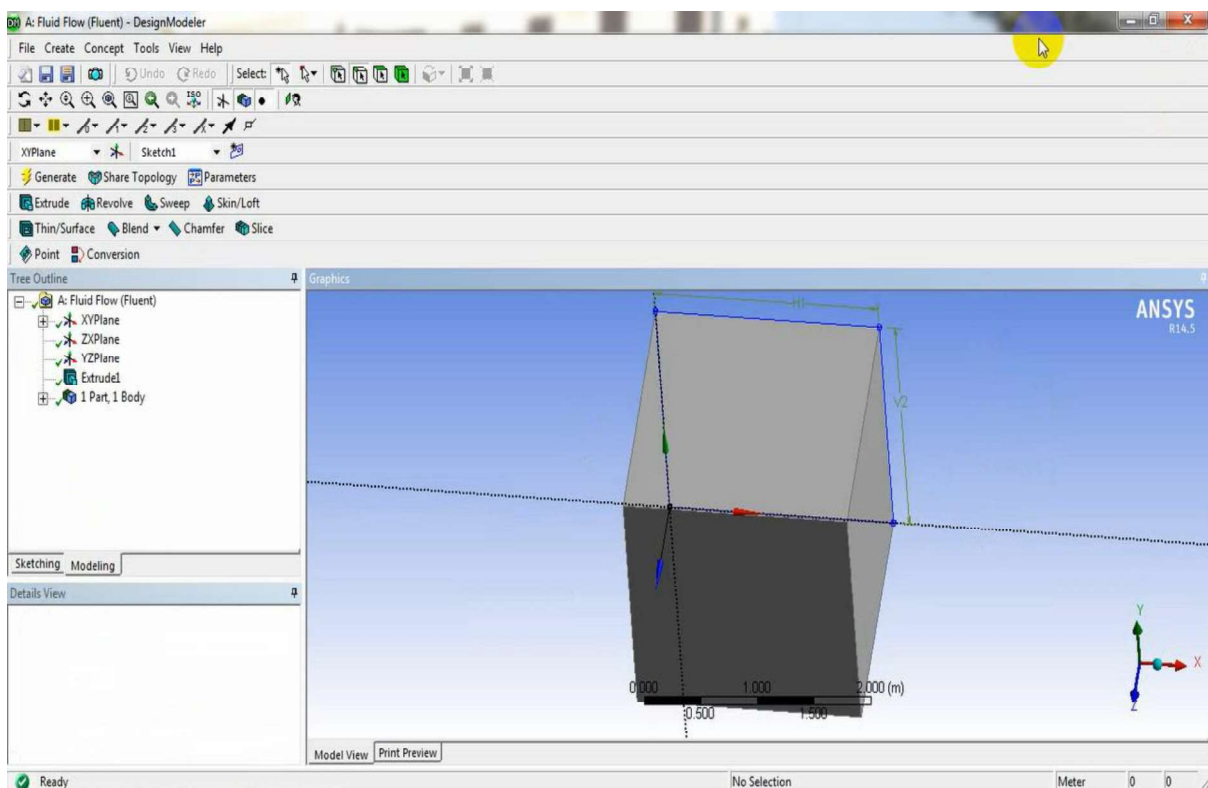 A: Fluid Flow (Fluent) - DesignModeler
File Create Concept Tools View Help
Undo Redo Select:
ISO
XYPlane Sketch1
Generate Share Topology Parameters
Extrude Revolve Sweep Skin/Loft
Thin/Surface Blend Chamfer Slice
Point Conversion
Tree Outline
A: Fluid Flow (Fluent)
XYPlane
ZXPlane
YZPlane
Extrude1
1 Part, 1 Body
Sketching Modeling
Details View
Graphics
ANSYS
R14.5
H1
V2
0.000 1.000 2.000 (m)
0.500 1.500
Y
X
Z
Model View Print Preview
Ready No Selection Meter 0 0